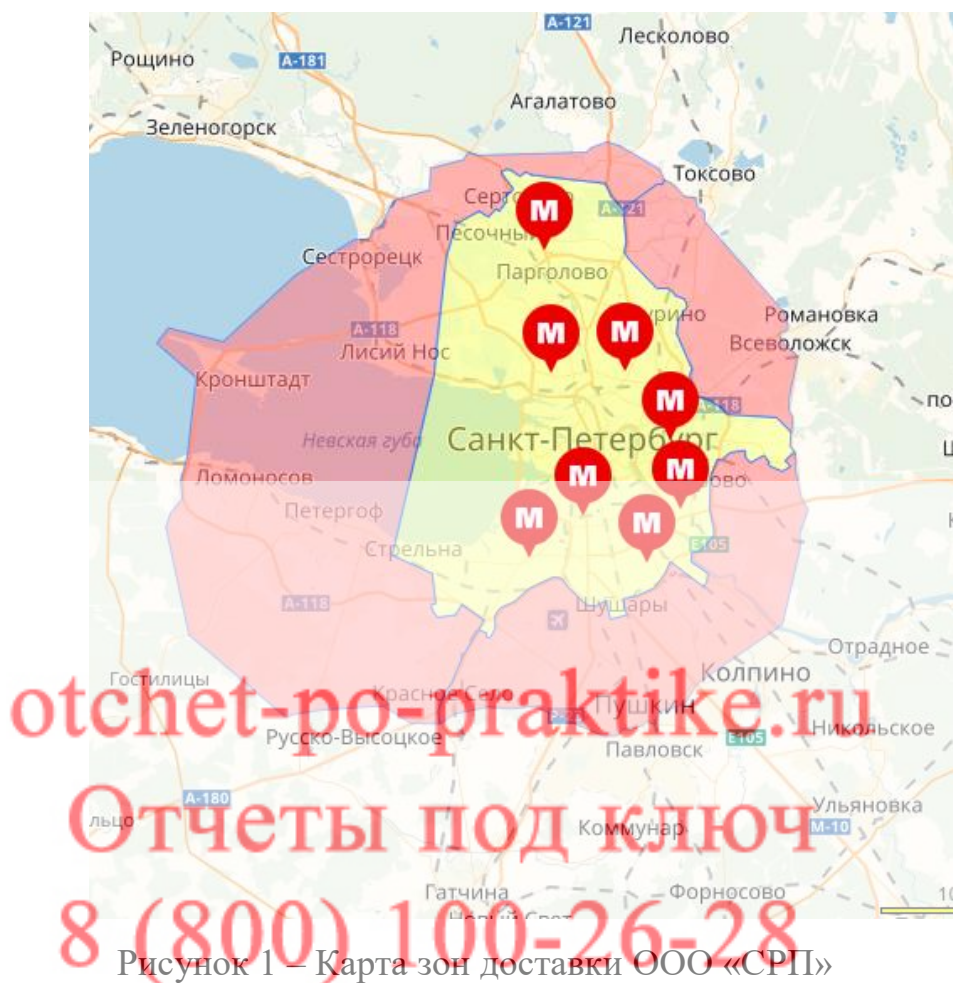 А-121
Лесколово
Рощино
А-181
Агалатово
Зеленогорск
Токсово
М
А-121
Песочный
Сестрорецк
Парголово
М
М
Романовка
А-118
Всеволожск
Лисий Нос
Кронштадт
М
А-118
Невская губа
Санкт-Петербург
М
М
Ломоносов
Петергоф
М
М
Стрельна
Е105
А-118
Шушары
Отрадное
Колпино
Гостилицы
Красное Село
Пушкин
otchet-po-praktike.ru
Никольское
Русско-Высоцкое
Е105
Павловск
А-180
Ульяновка
Отчеты под ключ
Коммунар
М-10
Гатчина
Форносово
Новый Свет
8 (800) 100-26-28
Рисунок 1 – Карта зон доставки ООО «СРП»